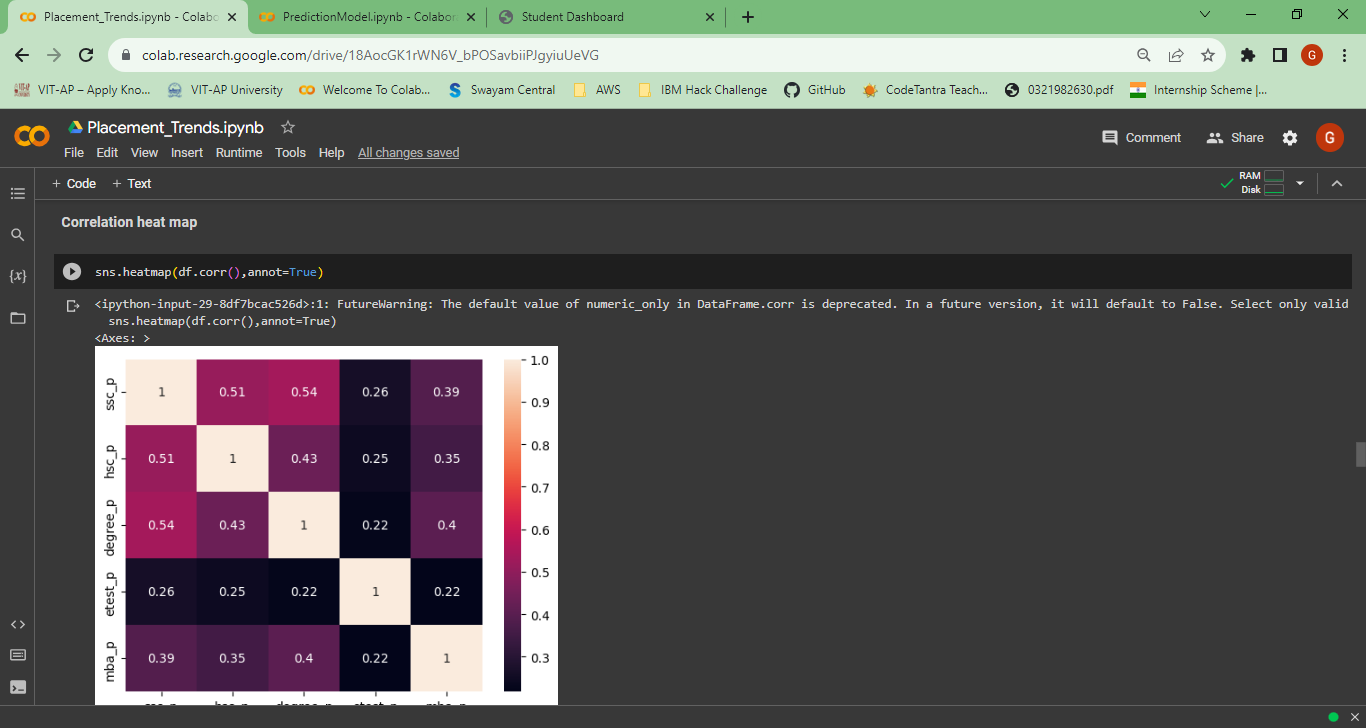 Placement_Trends.ipynb - Colabo
PredictionModel.ipynb - Colabor
Student Dashboard
colab.research.google.com/drive/18AocGK1rWN6V_bPOSavbiiPJgyiuUeVG
G
VIT-AP – Apply Kno...
VIT-AP University
Welcome To Colab...
Swayam Central
AWS
IBM Hack Challenge
GitHub
CodeTantra Teach...
0321982630.pdf
Internship Scheme |...
Placement_Trends.ipynb
File Edit View Insert Runtime Tools Help All changes saved
Comment
Share
G
+ Code + Text
RAM
Disk
Correlation heat map
sns.heatmap(df.corr(),annot=True)
<ipython-input-29-8df7bcac526d>:1: FutureWarning: The default value of numeric_only in DataFrame.corr is deprecated. In a future version, it will default to False. Select only valid
sns.heatmap(df.corr(),annot=True)
<Axes: >
ssc_p 1 0.51 0.54 0.26 0.39
hsc_p 0.51 1 0.43 0.25 0.35
degree_p 0.54 0.43 1 0.22 0.4
etest_p 0.26 0.25 0.22 1 0.22
mba_p 0.39 0.35 0.4 0.22 1
1.0
0.9
0.8
0.7
0.6
0.5
0.4
0.3